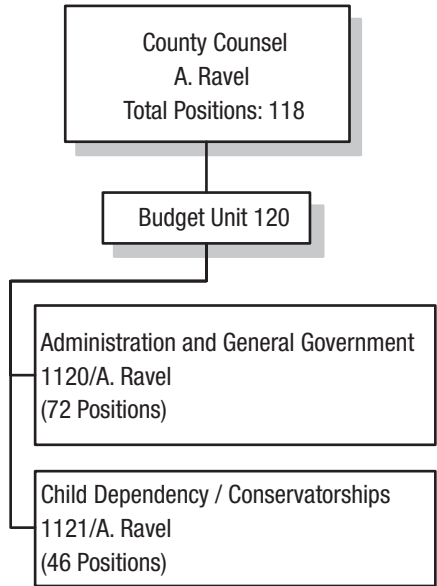 County Counsel
A. Ravel
Total Positions: 118
Budget Unit 120
Administration and General Government
1120/A. Ravel
(72 Positions)
Child Dependency / Conservatorships
1121/A. Ravel
(46 Positions)